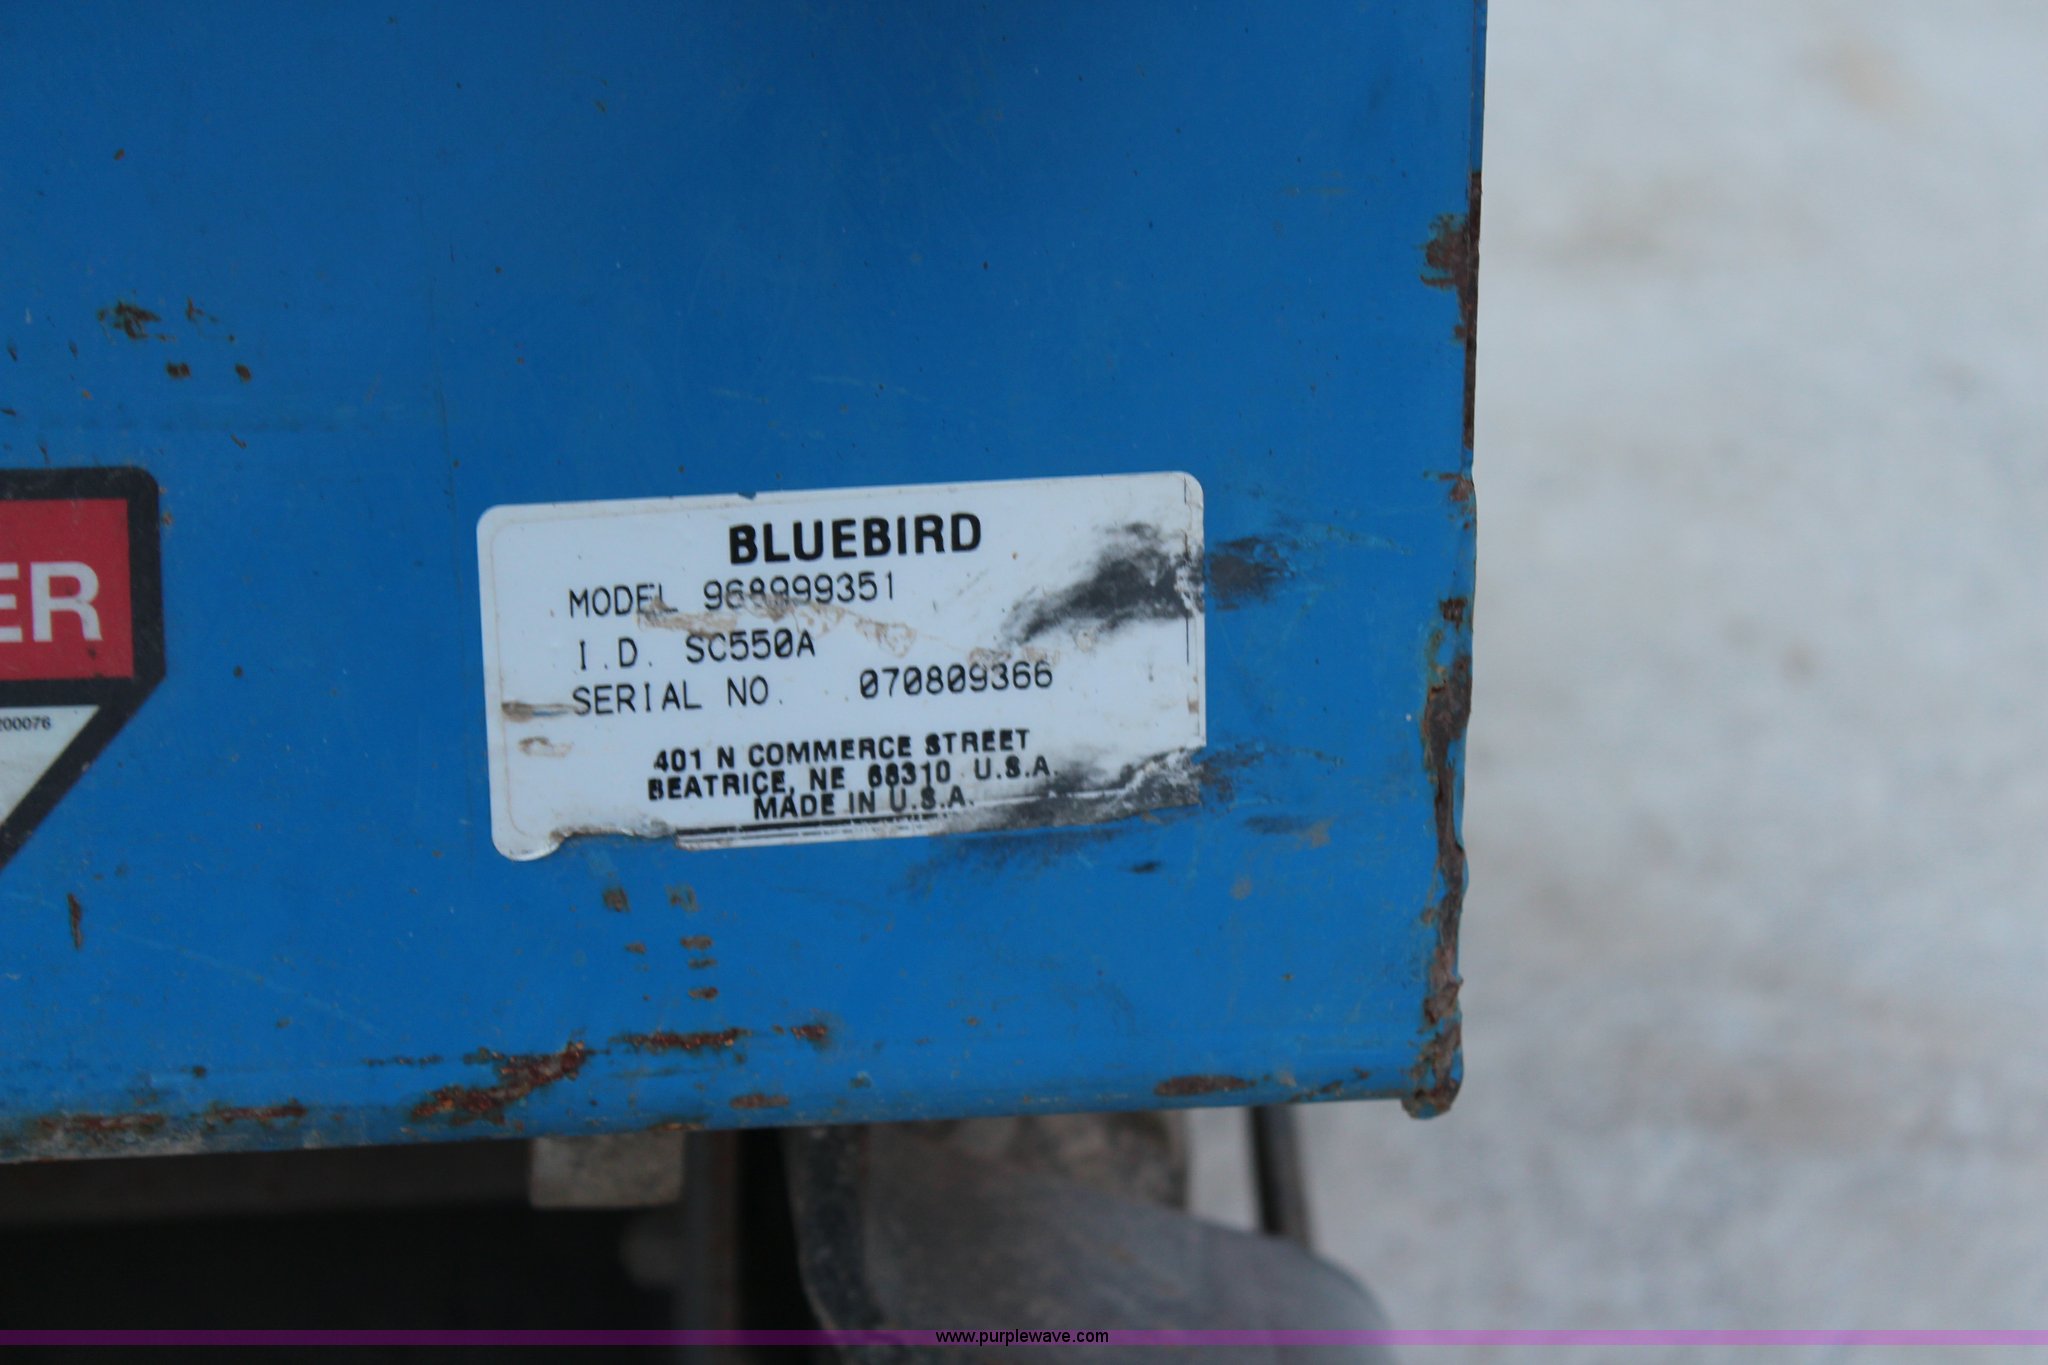 BLUEBIRD
MODEL 968999351
I.D. SC550A
SERIAL NO. 070809366
401 N COMMERCE STREET
BEATRICE, NE 68310 U.S.A.
MADE IN U.S.A.
ER
200076
www.purplewave.com